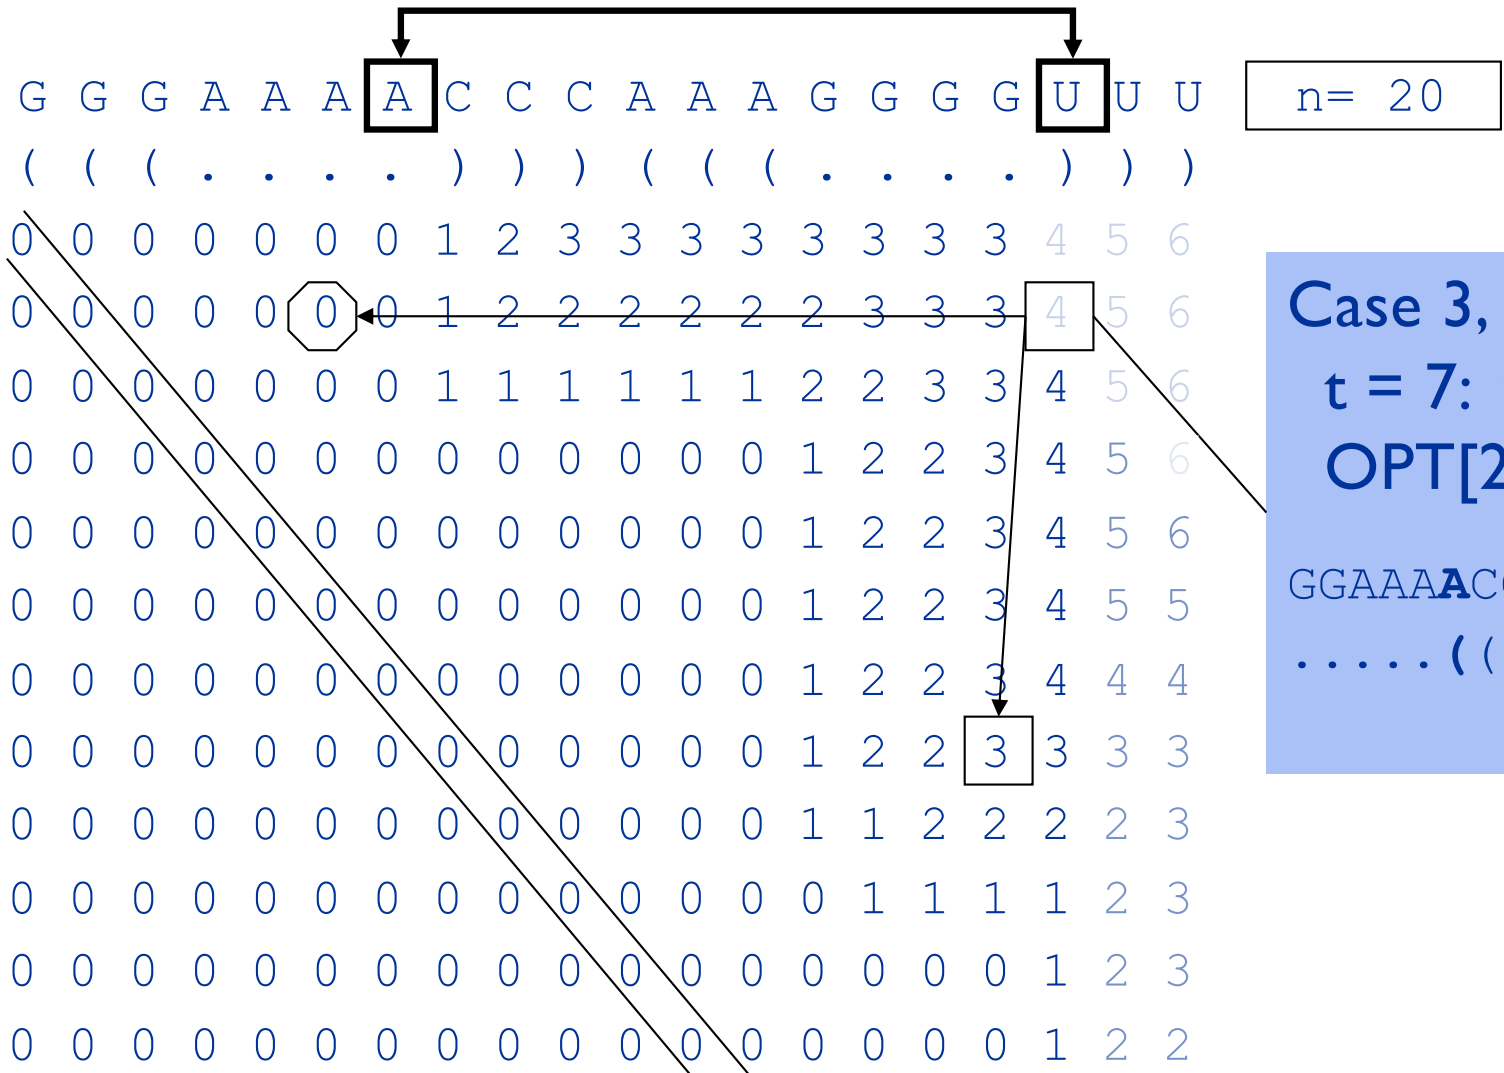 G G G A A A A C C C A A A G G G G U U U
n= 20
( ( ( . . . . ) ) ) ( ( ( . . . . ) ) )
0 0 0 0 0 0 0 1 2 3 3 3 3 3 3 3 3 4 5 6
0 0 0 0 0 0 0 1 2 2 2 2 2 2 3 3 3 4 5 6
0 0 0 0 0 0 0 1 1 1 1 1 1 2 2 3 3 4 5 6
0 0 0 0 0 0 0 0 0 0 0 0 0 1 2 2 3 4 5 6
0 0 0 0 0 0 0 0 0 0 0 0 0 1 2 2 3 4 5 6
0 0 0 0 0 0 0 0 0 0 0 0 0 1 2 2 3 4 5 5
0 0 0 0 0 0 0 0 0 0 0 0 0 1 2 2 3 4 4 4
0 0 0 0 0 0 0 0 0 0 0 0 0 1 2 2 3 3 3 3
0 0 0 0 0 0 0 0 0 0 0 0 0 1 1 2 2 2 2 3
0 0 0 0 0 0 0 0 0 0 0 0 0 0 1 1 1 1 2 3
0 0 0 0 0 0 0 0 0 0 0 0 0 0 0 0 0 1 2 3
0 0 0 0 0 0 0 0 0 0 0 0 0 0 0 0 0 1 2 2
Case 3,
t = 7:
OPT[2
GGAAAAC
.....((